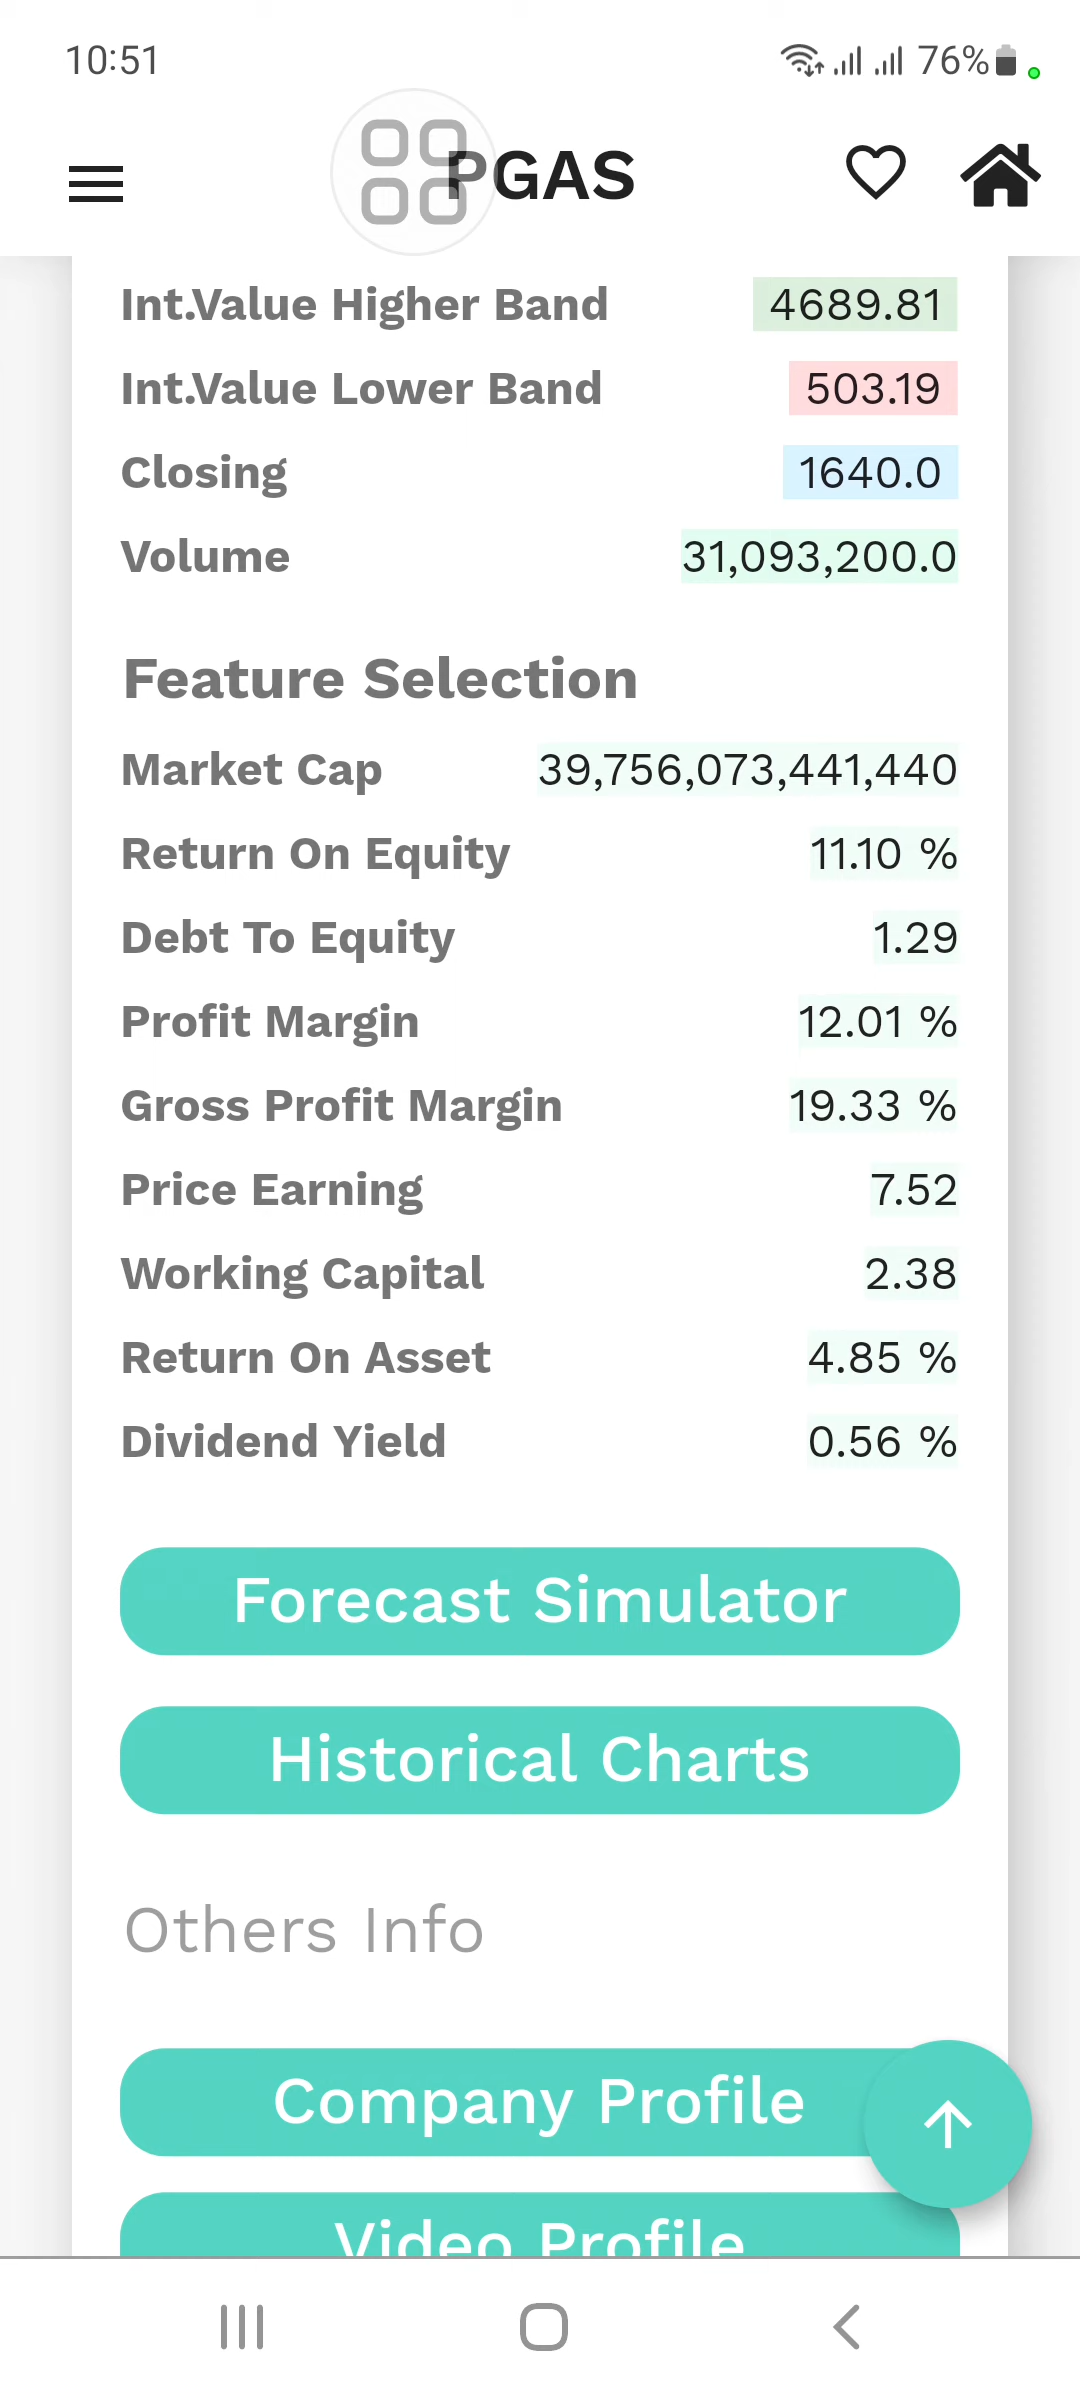 10:51
76%
PGAS
Int.Value Higher Band 4689.81
Int.Value Lower Band 503.19
Closing 1640.0
Volume 31,093,200.0
Feature Selection
Market Cap 39,756,073,441,440
Return On Equity 11.10 %
Debt To Equity 1.29
Profit Margin 12.01 %
Gross Profit Margin 19.33 %
Price Earning 7.52
Working Capital 2.38
Return On Asset 4.85 %
Dividend Yield 0.56 %
Forecast Simulator
Historical Charts
Others Info
Company Profile
Video Profile